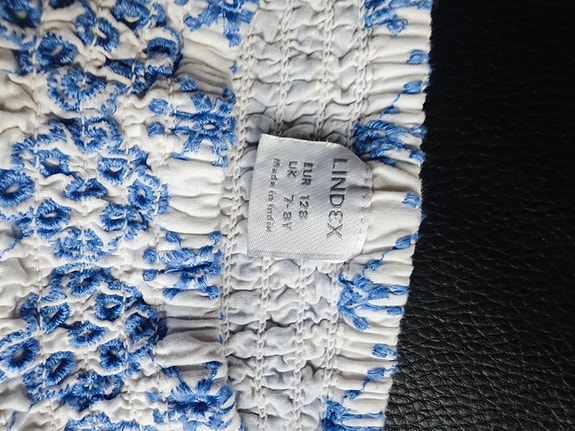 LINDEX
EUR 128
UK 7-8Y
Made in India